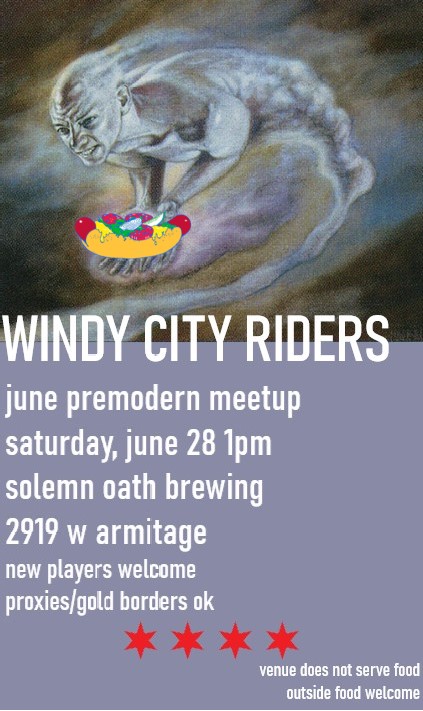 WINDY CITY RIDERS
june premodern meetup
saturday, june 28 1pm
solemn oath brewing
2919 w armitage
new players welcome
proxies/gold borders ok
venue does not serve food
outside food welcome